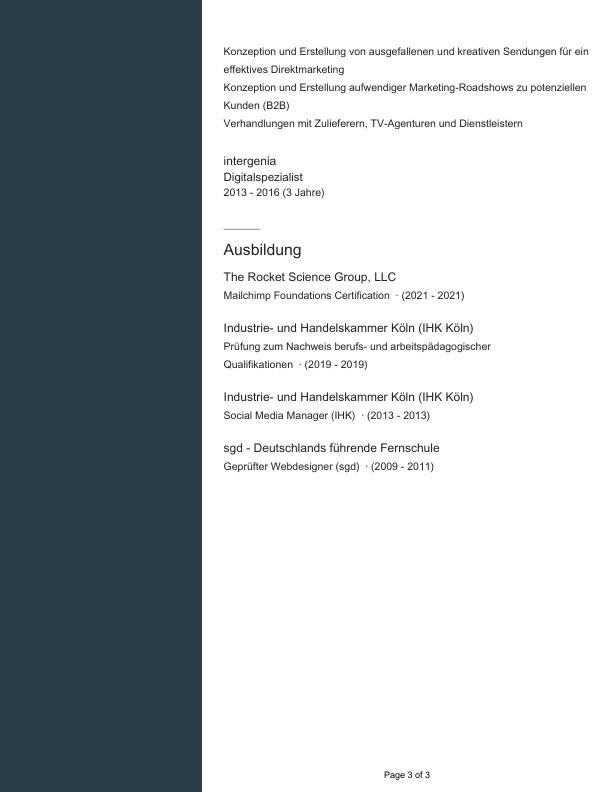 Konzeption und Erstellung von ausgefallenen und kreativen Sendungen für ein
effektives Direktmarketing
Konzeption und Erstellung aufwendiger Marketing-Roadshows zu potenziellen
Kunden (B2B)
Verhandlungen mit Zulieferern, TV-Agenturen und Dienstleistern
intergenia
Digitalspezialist
2013 - 2016 (3 Jahre)
Ausbildung
The Rocket Science Group, LLC
Mailchimp Foundations Certification · (2021 - 2021)
Industrie- und Handelskammer Köln (IHK Köln)
Prüfung zum Nachweis berufs- und arbeitspädagogischer
Qualifikationen · (2019 - 2019)
Industrie- und Handelskammer Köln (IHK Köln)
Social Media Manager (IHK) · (2013 - 2013)
sgd - Deutschlands führende Fernschule
Geprüfter Webdesigner (sgd) · (2009 - 2011)
Page 3 of 3